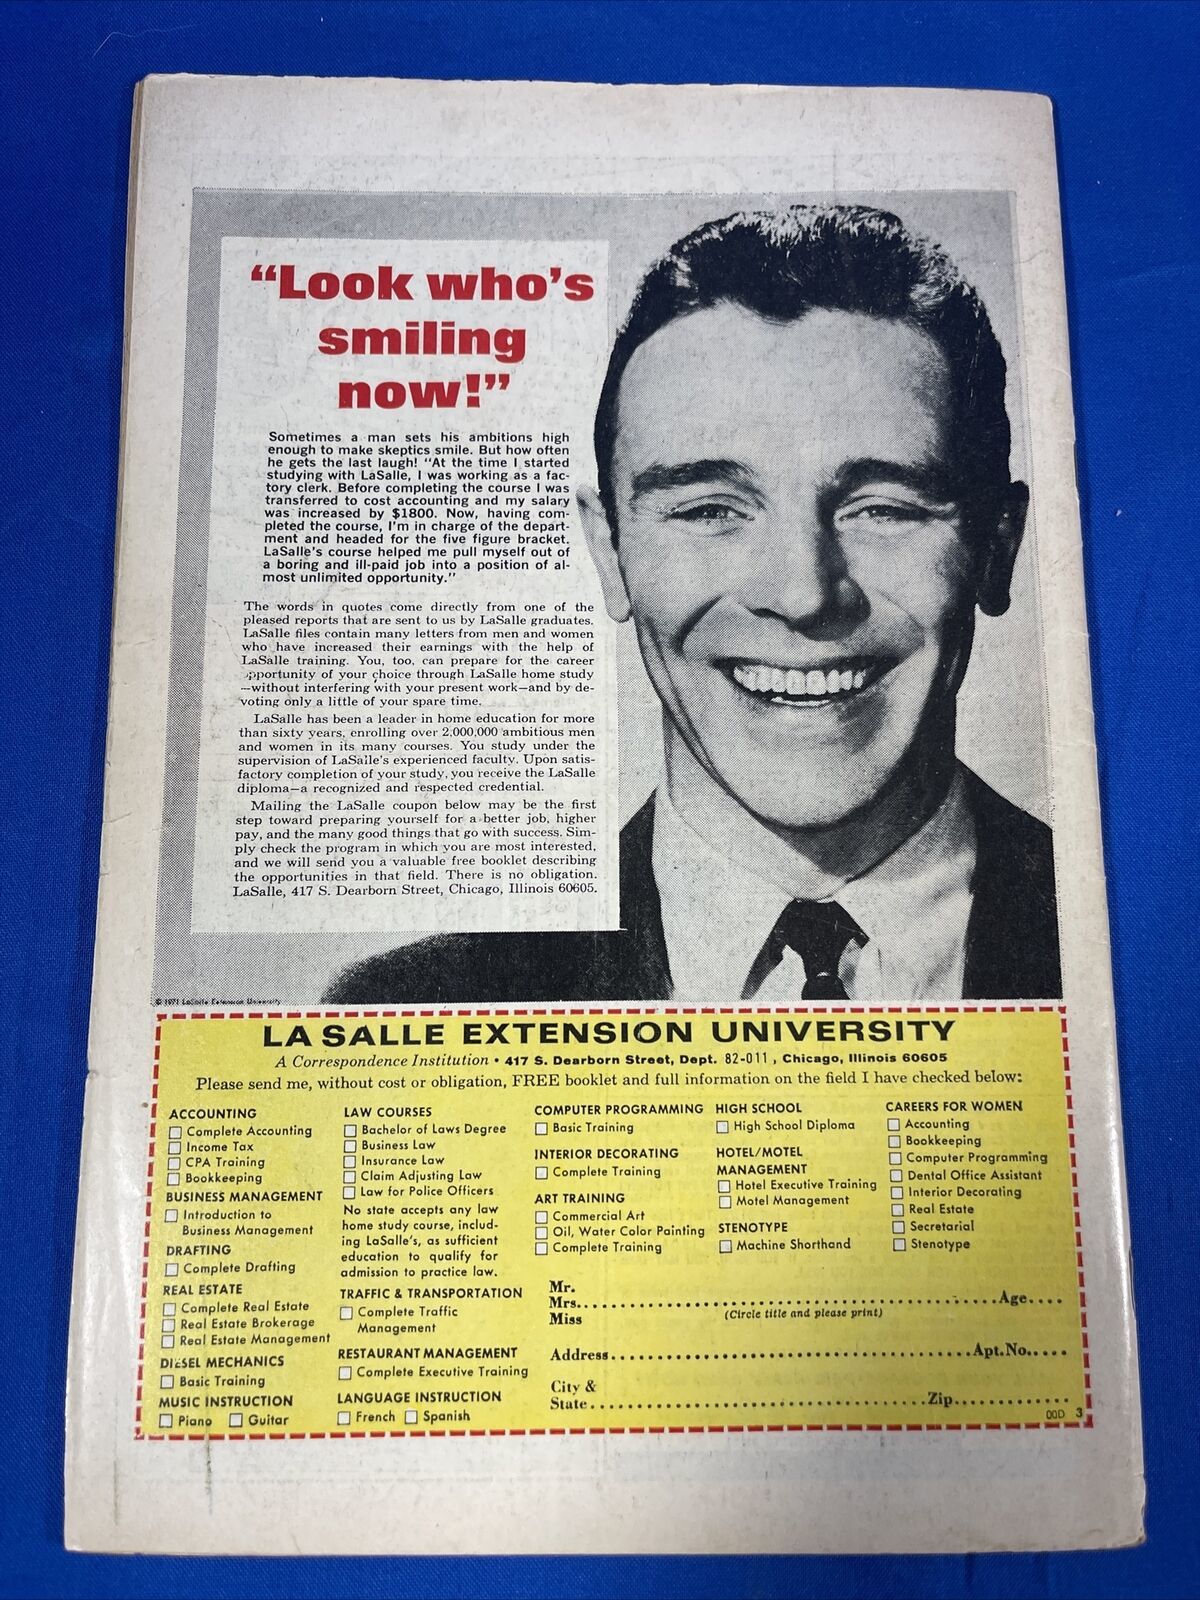 “Look who’s
smiling
now!”
Sometimes a man sets his ambitions high
enough to make skeptics smile. But how often
he gets the last laugh! “At the time I started
studying with LaSalle, I was working as a fac-
tory clerk. Before completing the course I was
transferred to cost accounting and my salary
was increased by $1800. Now, having com-
pleted the course, I’m in charge of the depart-
ment and headed for the five figure bracket.
LaSalle’s course helped me pull myself out of
a boring and ill-paid job into a position of al-
most unlimited opportunity.”
The words in quotes come directly from one of the
pleased reports that are sent to us by LaSalle graduates.
LaSalle files contain many letters from men and women
who have increased their earnings with the help of
LaSalle training. You, too, can prepare for the career
opportunity of your choice through LaSalle home study
—without interfering with your present work—and by de-
voting only a little of your spare time.
LaSalle has been a leader in home education for more
than sixty years, enrolling over 2,000,000 ambitious men
and women in its many courses. You study under the
supervision of LaSalle’s experienced faculty. Upon satis-
factory completion of your study, you receive the LaSalle
diploma—a recognized and respected credential.
Mailing the LaSalle coupon below may be the first
step toward preparing yourself for a better job, higher
pay, and the many good things that go with success. Sim-
ply check the program in which you are most interested,
and we will send you a valuable free booklet describing
the opportunities in that field. There is no obligation.
LaSalle, 417 S. Dearborn Street, Chicago, Illinois 60605.
© 1971 LaSalle Extension University
LA SALLE EXTENSION UNIVERSITY
A Correspondence Institution • 417 S. Dearborn Street, Dept. 82-011, Chicago, Illinois 60605
Please send me, without cost or obligation, FREE booklet and full information on the field I have checked below:
ACCOUNTING
Complete Accounting
Income Tax
CPA Training
Bookkeeping
BUSINESS MANAGEMENT
Introduction to
Business Management
DRAFTING
Complete Drafting
REAL ESTATE
Complete Real Estate
Real Estate Brokerage
Real Estate Management
DIESEL MECHANICS
Basic Training
MUSIC INSTRUCTION
Piano Guitar
LAW COURSES
Bachelor of Laws Degree
Business Law
Insurance Law
Claim Adjusting Law
Law for Police Officers
No state accepts any law
home study course, includ-
ing LaSalle’s, as sufficient
education to qualify for
admission to practice law.
TRAFFIC & TRANSPORTATION
Complete Traffic
Management
RESTAURANT MANAGEMENT
Complete Executive Training
LANGUAGE INSTRUCTION
French Spanish
COMPUTER PROGRAMMING
Basic Training
INTERIOR DECORATING
Complete Training
ART TRAINING
Commercial Art
Oil, Water Color Painting
Complete Training
HIGH SCHOOL
High School Diploma
HOTEL/MOTEL
MANAGEMENT
Hotel Executive Training
Motel Management
STENOTYPE
Machine Shorthand
CAREERS FOR WOMEN
Accounting
Bookkeeping
Computer Programming
Dental Office Assistant
Interior Decorating
Real Estate
Secretarial
Stenotype
Mr.
Mrs. Age
Miss (Circle title and please print)
Address Apt.No.
City &
State Zip
00D 3